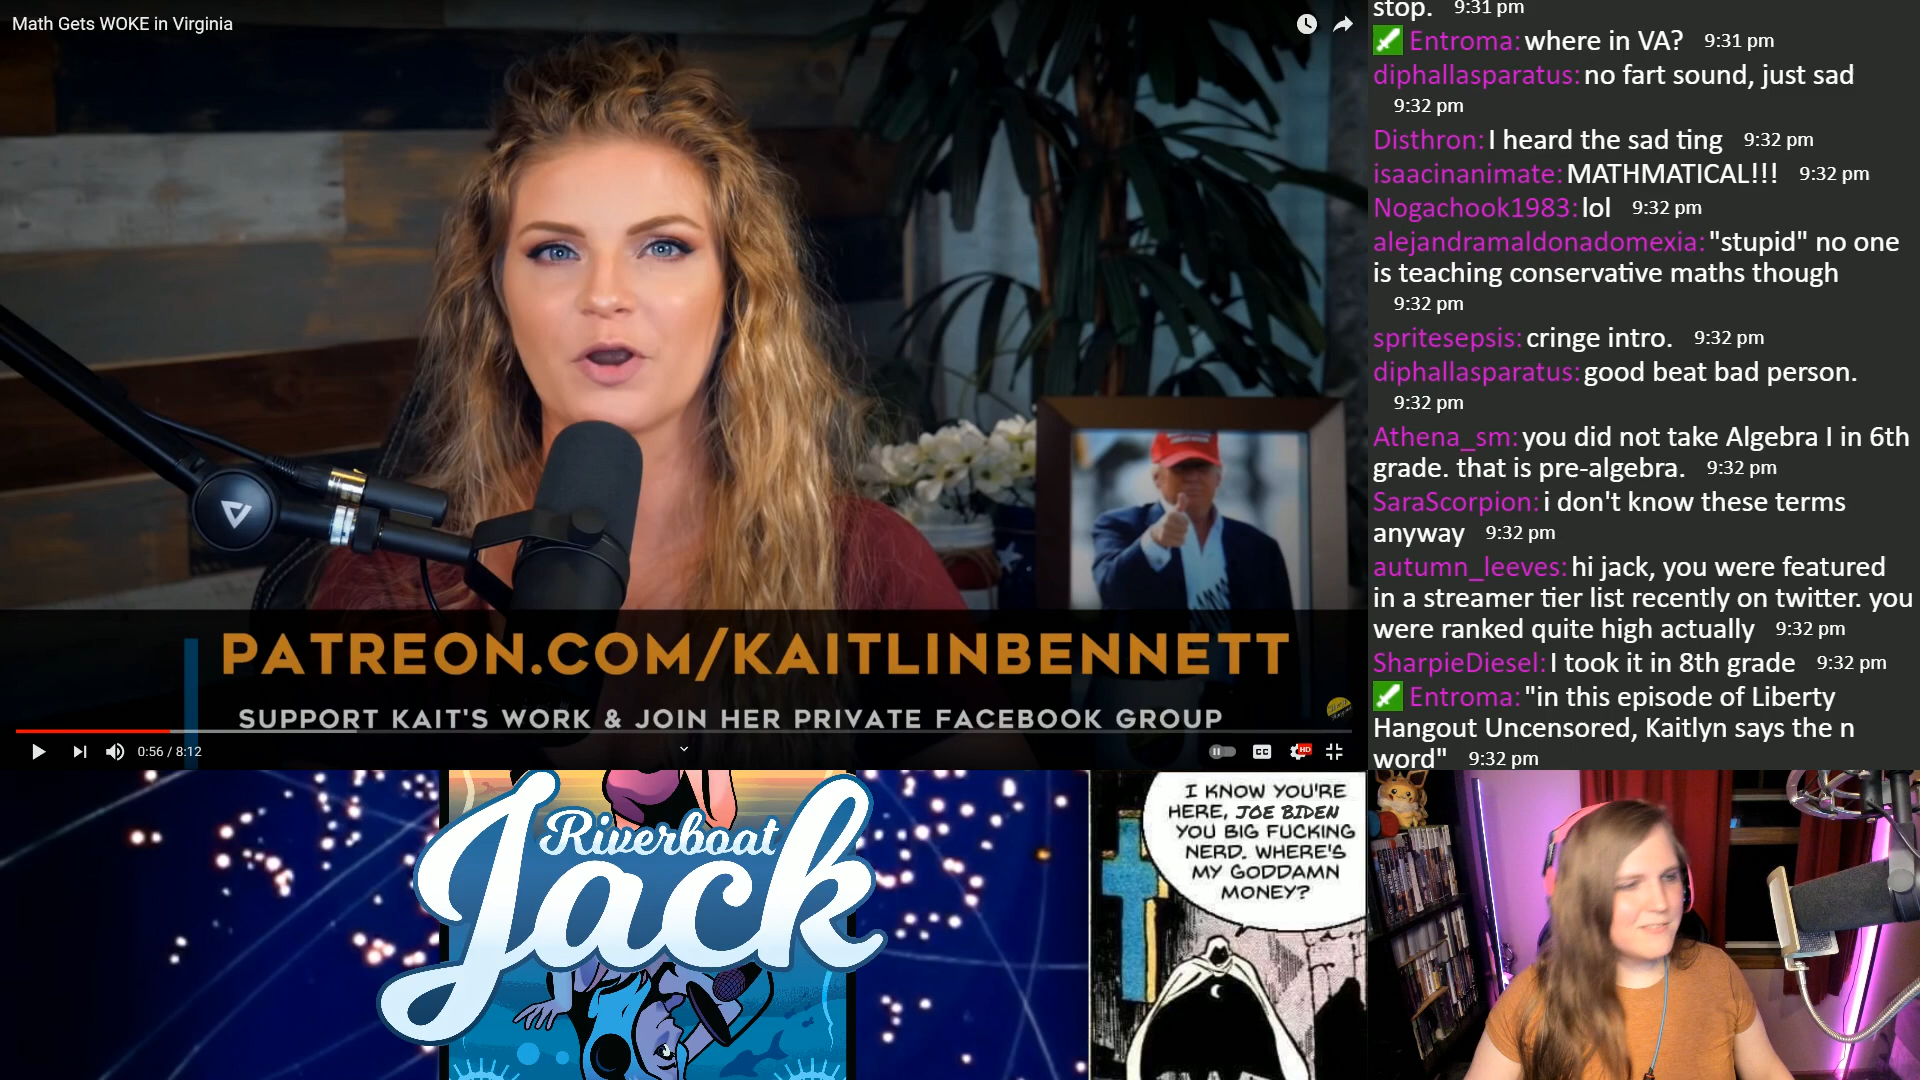 Math Gets WOKE in Virginia
PATREON.COM/KAITLINBENNETT
SUPPORT KAIT'S WORK & JOIN HER PRIVATE FACEBOOK GROUP
0:56 / 8:12
CC
HD
stop. 9:31 pm
Entroma: where in VA? 9:31 pm
diphallasparatus: no fart sound, just sad
9:32 pm
Disthron: I heard the sad ting 9:32 pm
isaacinanimate: MATHMATICAL!!! 9:32 pm
Nogachook1983: lol 9:32 pm
alejandramaldonadomexia: "stupid" no one
is teaching conservative maths though
9:32 pm
spritesepsis: cringe intro. 9:32 pm
diphallasparatus: good beat bad person.
9:32 pm
Athena_sm: you did not take Algebra I in 6th
grade. that is pre-algebra. 9:32 pm
SaraScorpion: i don't know these terms
anyway 9:32 pm
autumn_leeves: hi jack, you were featured
in a streamer tier list recently on twitter. you
were ranked quite high actually 9:32 pm
SharpieDiesel: I took it in 8th grade 9:32 pm
Entroma: "in this episode of Liberty
Hangout Uncensored, Kaitlyn says the n
word" 9:32 pm
Riverboat
Jack
I KNOW YOU'RE
HERE, JOE BIDEN
YOU BIG FUCKING
NERD. WHERE'S
MY GODDAMN
MONEY?